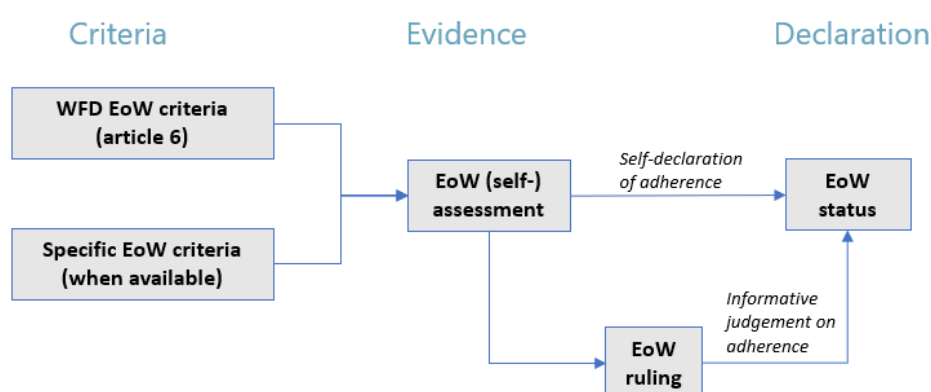 Criteria
Evidence
Declaration
WFD EoW criteria
(article 6)
Specific EoW criteria
(when available)
EoW (self-)
assessment
Self-declaration
of adherence
EoW
status
Informative
judgement on
adherence
EoW
ruling